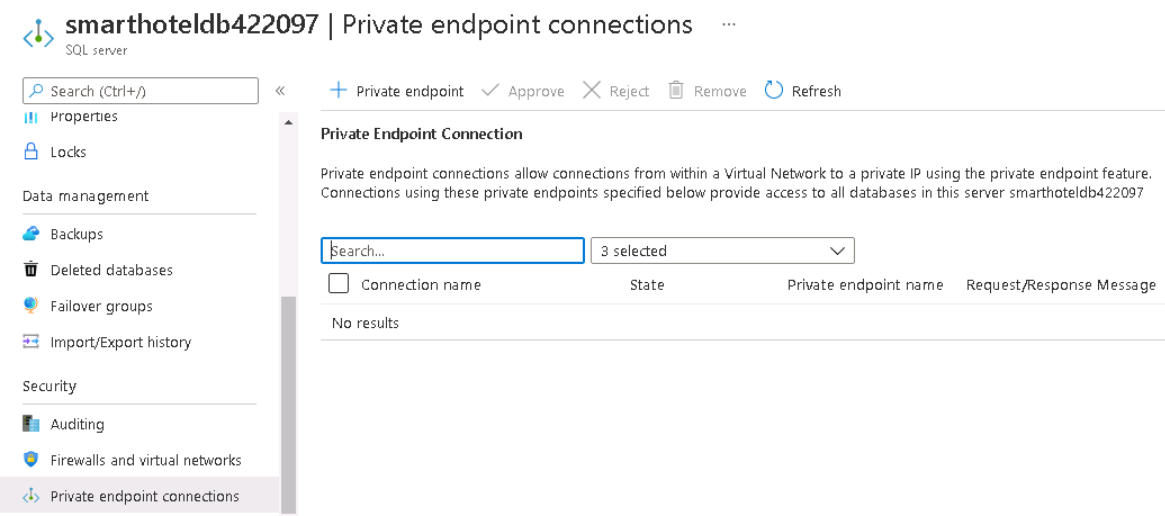 smarthoteldb422097 | Private endpoint connections ...
SQL server
Search (Ctrl+/)
«
Properties
Locks
Data management
Backups
Deleted databases
Failover groups
Import/Export history
Security
Auditing
Firewalls and virtual networks
Private endpoint connections
+ Private endpoint Approve Reject Remove Refresh
Private Endpoint Connection
Private endpoint connections allow connections from within a Virtual Network to a private IP using the private endpoint feature.
Connections using these private endpoints specified below provide access to all databases in this server smarthoteldb422097
Search... 3 selected
Connection name State Private endpoint name Request/Response Message
No results